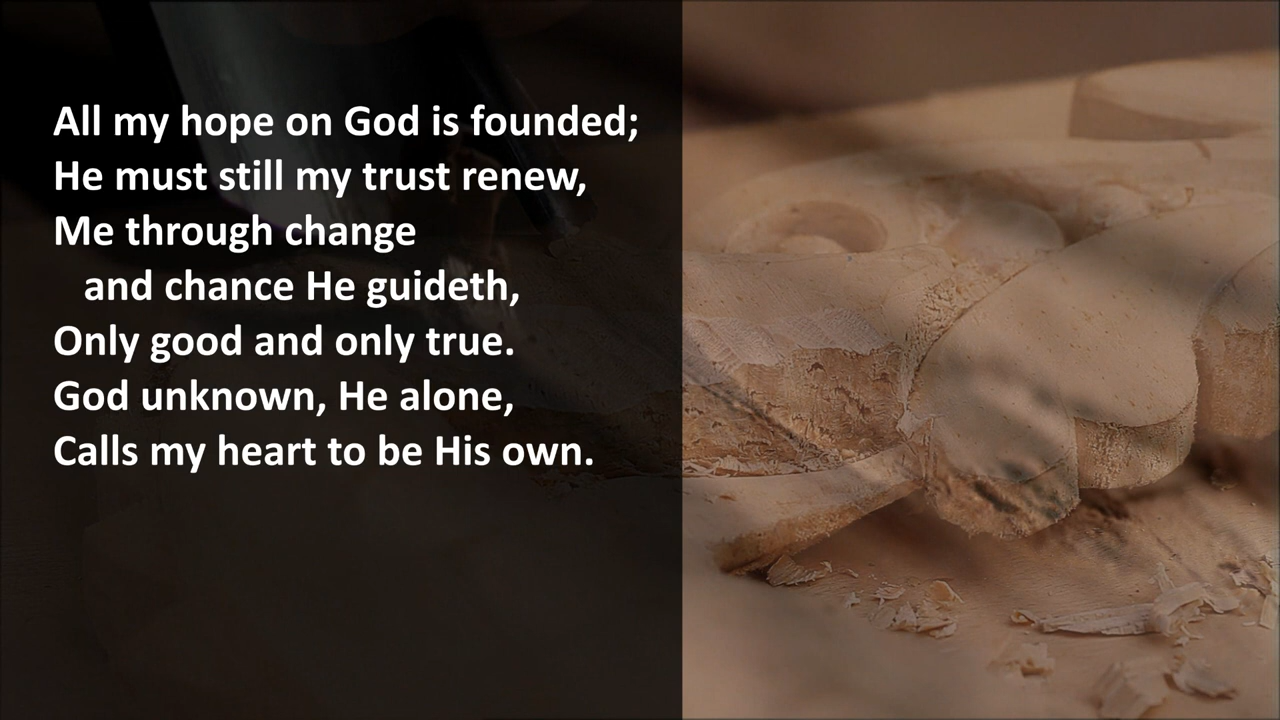 All my hope on God is founded;
He must still my trust renew,
Me through change
and chance He guideth,
Only good and only true.
God unknown, He alone,
Calls my heart to be His own.